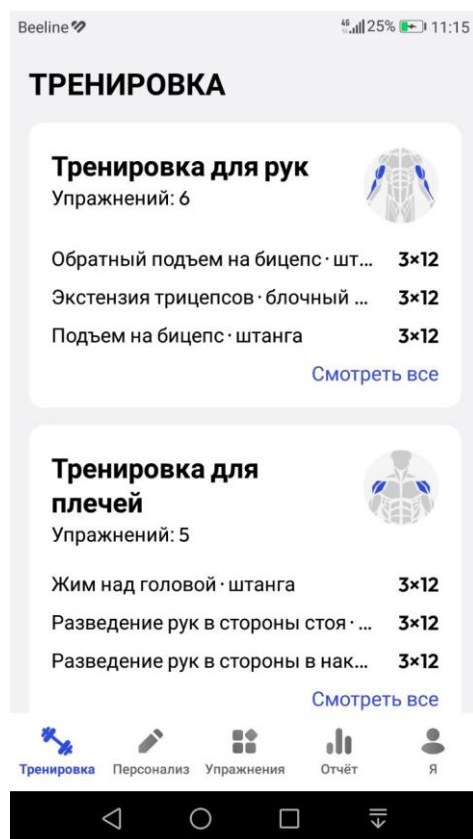 Beeline
4G 25% 11:15
ТРЕНИРОВКА
Тренировка для рук
Упражнений: 6
Обратный подъем на бицепс · шт... 3×12
Экстензия трицепсов · блочный ... 3×12
Подъем на бицепс · штанга 3×12
Смотреть все
Тренировка для
плечей
Упражнений: 5
Жим над головой · штанга 3×12
Разведение рук в стороны стоя · ... 3×12
Разведение рук в стороны в нак... 3×12
Смотреть все
Тренировка Персонализ Упражнения Отчёт Я